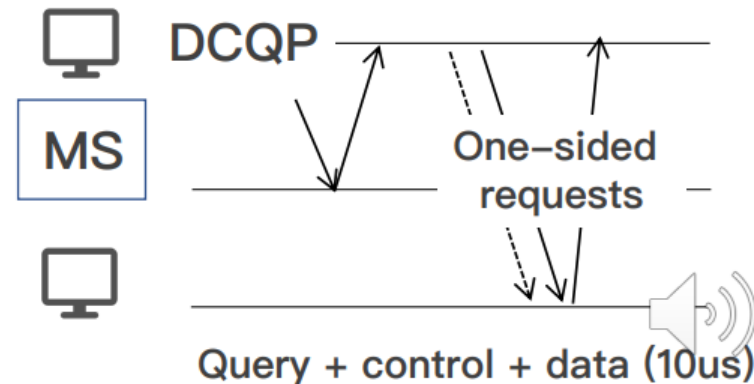 DCQP
MS
One-sided
requests
Query + control + data (10us)